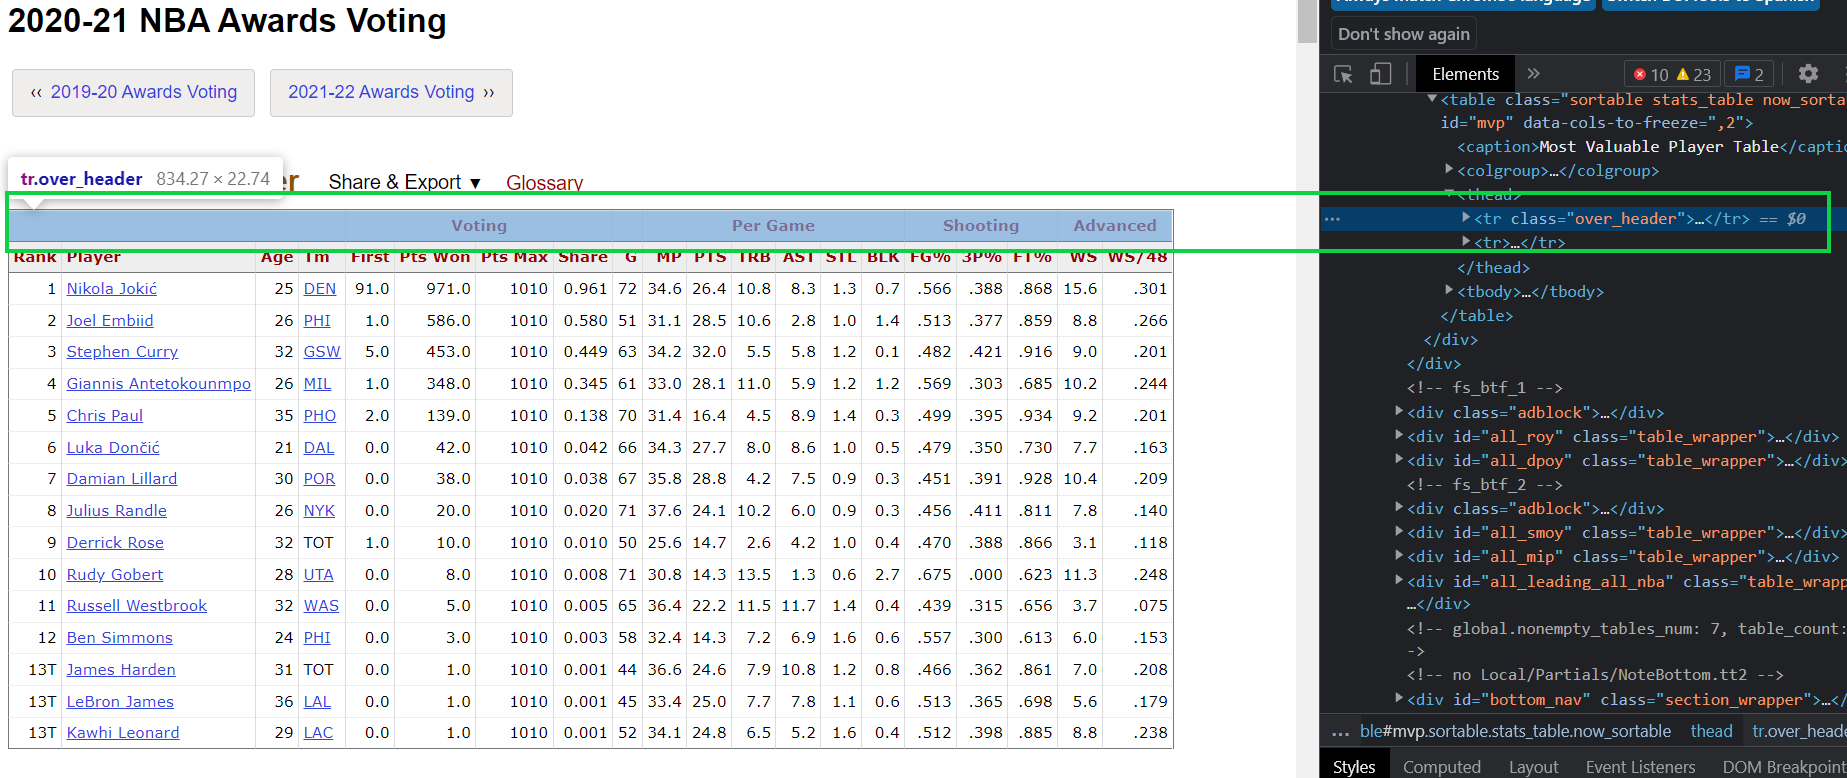 2020-21 NBA Awards Voting
‹‹ 2019-20 Awards Voting
2021-22 Awards Voting ››
tr.over_header 834.27 × 22.74
Share & Export ▼
Glossary
Voting Per Game Shooting Advanced
Rank Player Age Tm First Pts Won Pts Max Share G MP PTS TRB AST STL BLK FG% 3P% FT% WS WS/48
1 Nikola Jokić 25 DEN 91.0 971.0 1010 0.961 72 34.6 26.4 10.8 8.3 1.3 0.7 .566 .388 .868 15.6 .301
2 Joel Embiid 26 PHI 1.0 586.0 1010 0.580 51 31.1 28.5 10.6 2.8 1.0 1.4 .513 .377 .859 8.8 .266
3 Stephen Curry 32 GSW 5.0 453.0 1010 0.449 63 34.2 32.0 5.5 5.8 1.2 0.1 .482 .421 .916 9.0 .201
4 Giannis Antetokounmpo 26 MIL 1.0 348.0 1010 0.345 61 33.0 28.1 11.0 5.9 1.2 1.2 .569 .303 .685 10.2 .244
5 Chris Paul 35 PHO 2.0 139.0 1010 0.138 70 31.4 16.4 4.5 8.9 1.4 0.3 .499 .395 .934 9.2 .201
6 Luka Dončić 21 DAL 0.0 42.0 1010 0.042 66 34.3 27.7 8.0 8.6 1.0 0.5 .479 .350 .730 7.7 .163
7 Damian Lillard 30 POR 0.0 38.0 1010 0.038 67 35.8 28.8 4.2 7.5 0.9 0.3 .451 .391 .928 10.4 .209
8 Julius Randle 26 NYK 0.0 20.0 1010 0.020 71 37.6 24.1 10.2 6.0 0.9 0.3 .456 .411 .811 7.8 .140
9 Derrick Rose 32 TOT 1.0 10.0 1010 0.010 50 25.6 14.7 2.6 4.2 1.0 0.4 .470 .388 .866 3.1 .118
10 Rudy Gobert 28 UTA 0.0 8.0 1010 0.008 71 30.8 14.3 13.5 1.3 0.6 2.7 .675 .000 .623 11.3 .248
11 Russell Westbrook 32 WAS 0.0 5.0 1010 0.005 65 36.4 22.2 11.5 11.7 1.4 0.4 .439 .315 .656 3.7 .075
12 Ben Simmons 24 PHI 0.0 3.0 1010 0.003 58 32.4 14.3 7.2 6.9 1.6 0.6 .557 .300 .613 6.0 .153
13T James Harden 31 TOT 0.0 1.0 1010 0.001 44 36.6 24.6 7.9 10.8 1.2 0.8 .466 .362 .861 7.0 .208
13T LeBron James 36 LAL 0.0 1.0 1010 0.001 45 33.4 25.0 7.7 7.8 1.1 0.6 .513 .365 .698 5.6 .179
13T Kawhi Leonard 29 LAC 0.0 1.0 1010 0.001 52 34.1 24.8 6.5 5.2 1.6 0.4 .512 .398 .885 8.8 .238
Don't show again
Elements » 10 23 2
▼<table class="sortable stats_table now_sorta
id="mvp" data-cols-to-freeze=",2">
<caption>Most Valuable Player Table</captio
▶<colgroup>…</colgroup>
▼<thead>
… ▶<tr class="over_header">…</tr> == $0
▶<tr>…</tr>
</thead>
▶<tbody>…</tbody>
</table>
</div>
</div>
<!-- fs_btf_1 -->
▶<div class="adblock">…</div>
▶<div id="all_roy" class="table_wrapper">…</div>
▶<div id="all_dpoy" class="table_wrapper">…</div>
<!-- fs_btf_2 -->
▶<div class="adblock">…</div>
▶<div id="all_smoy" class="table_wrapper">…</div>
▶<div id="all_mip" class="table_wrapper">…</div>
▶<div id="all_leading_all_nba" class="table_wrapp
…</div>
<!-- global.nonempty_tables_num: 7, table_count:
->
<!-- no Local/Partials/NoteBottom.tt2 -->
▶<div id="bottom_nav" class="section_wrapper">…</
… ble#mvp.sortable.stats_table.now_sortable thead tr.over_heade
Styles Computed Layout Event Listeners DOM Breakpoint